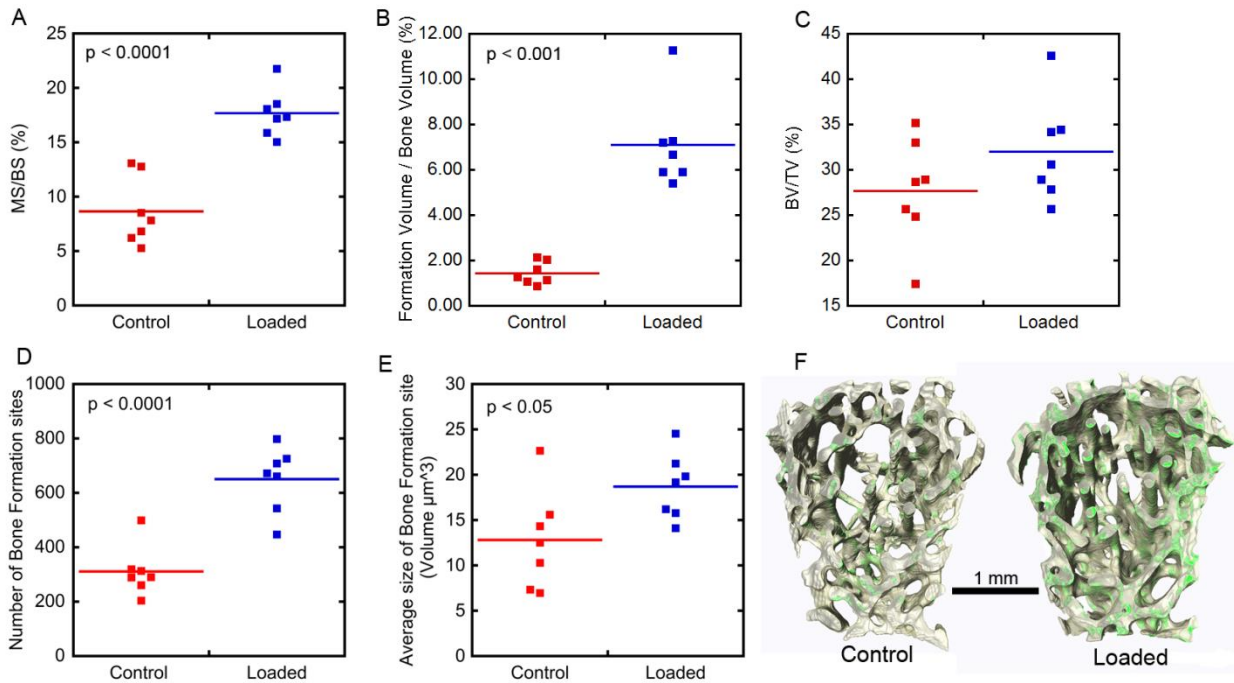 A
MS/BS (%)
25
20
15
10
5
0
p < 0.0001
Control
Loaded
B
Formation Volume / Bone Volume (%)
12.00
10.00
8.00
6.00
4.00
2.00
0.00
p < 0.001
Control
Loaded
C
BV/TV (%)
45
40
35
30
25
20
15
Control
Loaded
D
Number of Bone Formation sites
1000
800
600
400
200
0
p < 0.0001
Control
Loaded
E
Average size of Bone Formation site
(Volume µm^3)
30
25
20
15
10
5
0
p < 0.05
Control
Loaded
F
1 mm
Control
Loaded